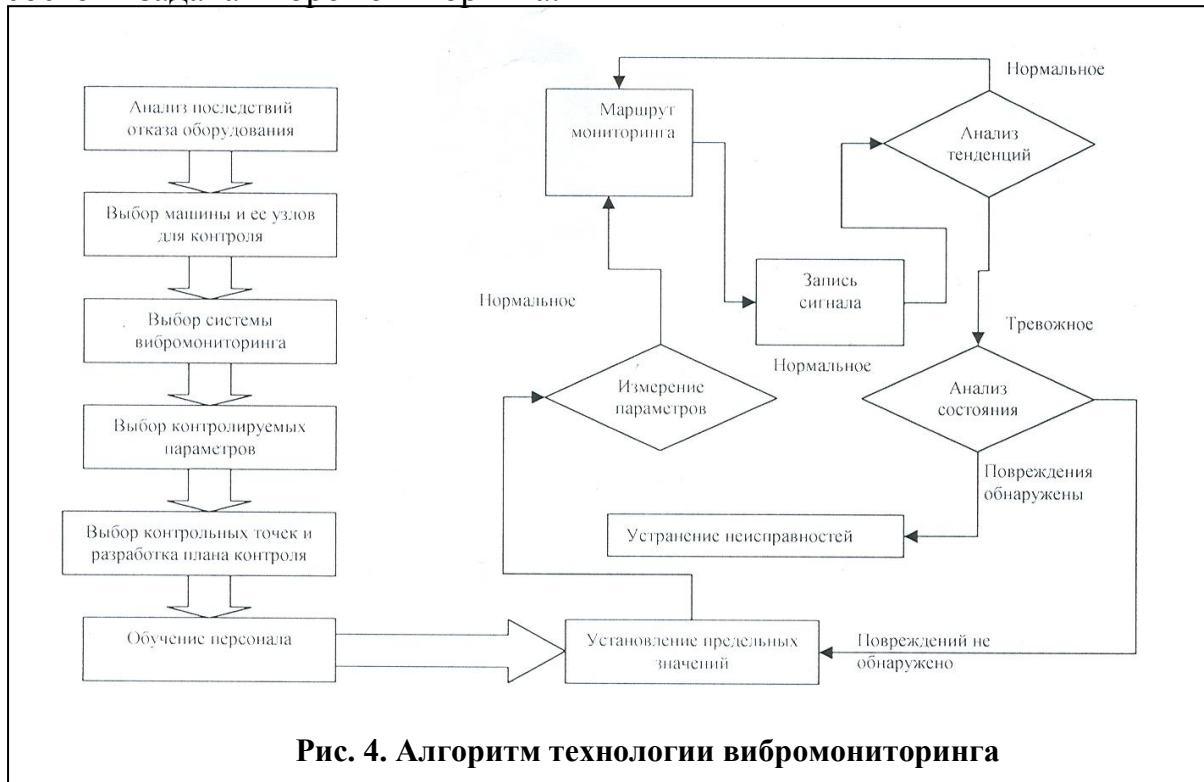 Анализ последствий
отказа оборудования
Выбор машины и ее узлов
для контроля
Выбор системы
вибромониторинга
Выбор контролируемых
параметров
Выбор контрольных точек и
разработка плана контроля
Обучение персонала
Нормальное
Маршрут
мониторинга
Анализ
тенденций
Запись
сигнала
Нормальное
Тревожное
Нормальное
Измерение
параметров
Анализ
состояния
Повреждения
обнаружены
Устранение неисправностей
Установление предельных
значений
Повреждений не
обнаружено
Рис. 4. Алгоритм технологии вибромониторинга